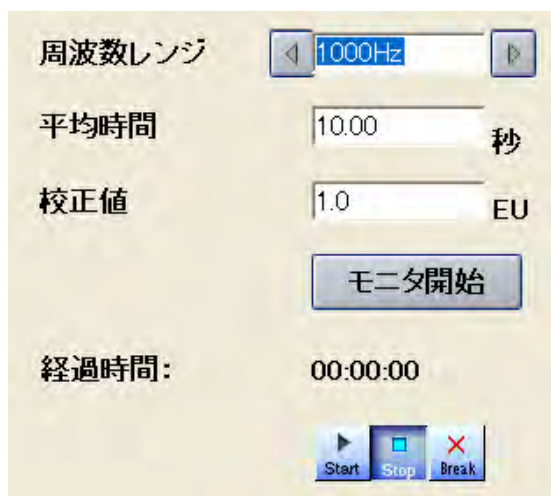 周波数レンジ 1000Hz
平均時間 10.00 秒
校正値 1.0 EU
モニタ開始
経過時間: 00:00:00
Start Stop Break